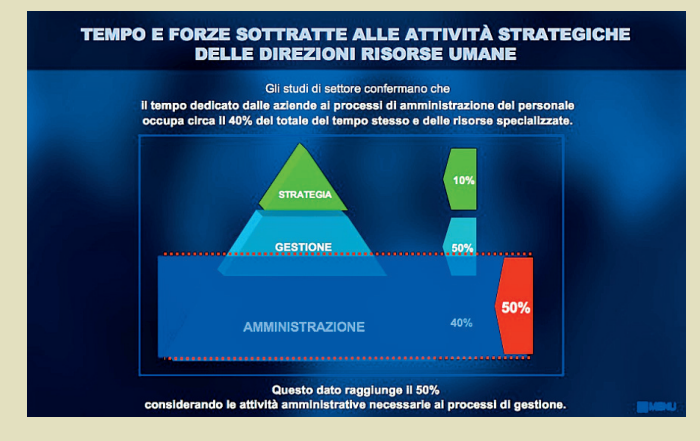 TEMPO E FORZE SOTTRATTE ALLE ATTIVITÀ STRATEGICHE
DELLE DIREZIONI RISORSE UMANE
Gli studi di settore confermano che
il tempo dedicato dalle aziende ai processi di amministrazione del personale
occupa circa il 40% del totale del tempo stesso e delle risorse specializzate.
STRATEGIA
10%
GESTIONE
50%
AMMINISTRAZIONE
40%
50%
Questo dato raggiunge il 50%
considerando le attività amministrative necessarie ai processi di gestione.
MENU